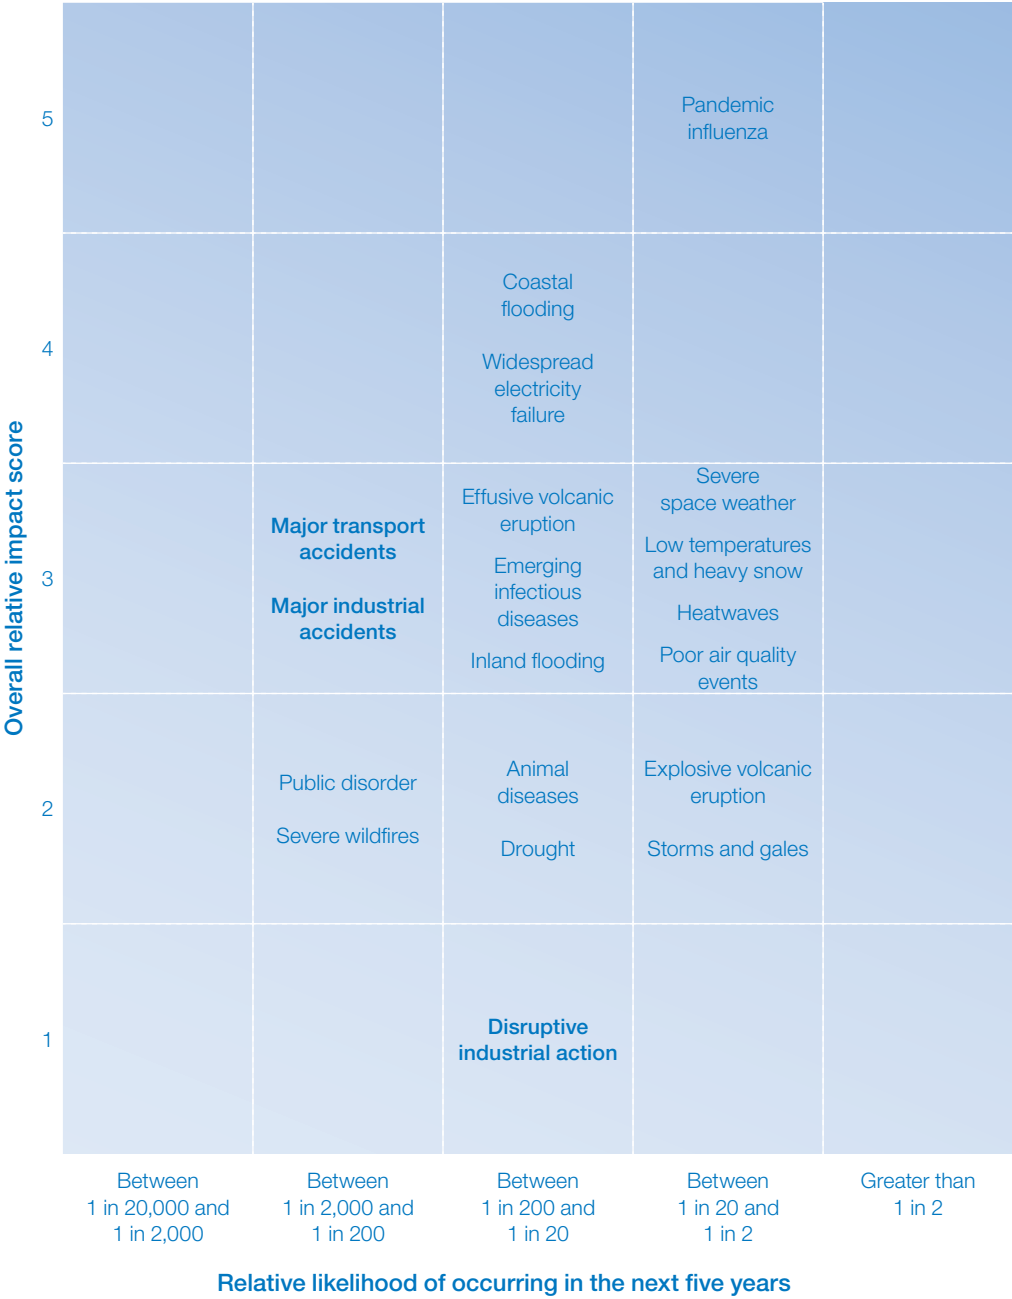 Overall relative impact score
5
Pandemic
influenza
4
Coastal
flooding
Widespread
electricity
failure
3
Major transport
accidents
Major industrial
accidents
Effusive volcanic
eruption
Emerging
infectious
diseases
Inland flooding
Severe
space weather
Low temperatures
and heavy snow
Heatwaves
Poor air quality
events
2
Public disorder
Severe wildfires
Animal
diseases
Drought
Explosive volcanic
eruption
Storms and gales
1
Disruptive
industrial action
Between
1 in 20,000 and
1 in 2,000
Between
1 in 2,000 and
1 in 200
Between
1 in 200 and
1 in 20
Between
1 in 20 and
1 in 2
Greater than
1 in 2
Relative likelihood of occurring in the next five years